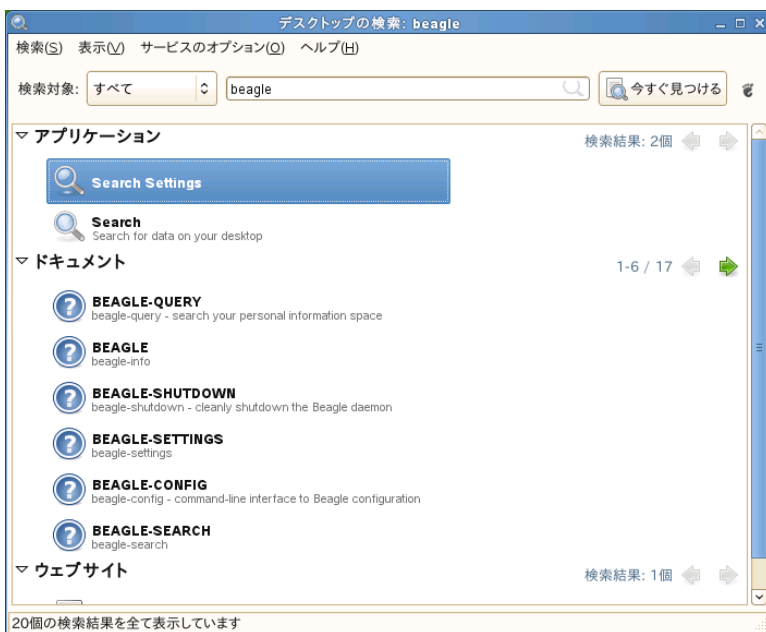 デスクトップの検索: beagle
検索(S) 表示(V) サービスのオプション(O) ヘルプ(H)
検索対象: すべて beagle 今すぐ見つける
アプリケーション 検索結果: 2個
Search Settings
Search
Search for data on your desktop
ドキュメント 1-6 / 17
BEAGLE-QUERY
beagle-query - search your personal information space
BEAGLE
beagle-info
BEAGLE-SHUTDOWN
beagle-shutdown - cleanly shutdown the Beagle daemon
BEAGLE-SETTINGS
beagle-settings
BEAGLE-CONFIG
beagle-config - command-line interface to Beagle configuration
BEAGLE-SEARCH
beagle-search
ウェブサイト 検索結果: 1個
20個の検索結果を全て表示しています